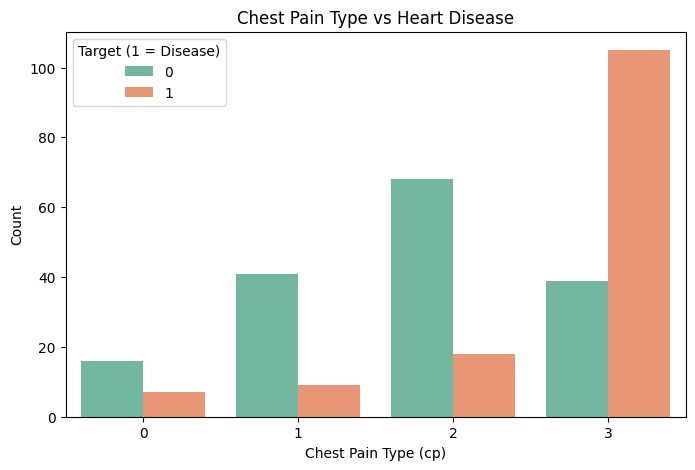 Chest Pain Type vs Heart Disease
Target (1 = Disease)
0
1
100
80
60
40
20
0
Count
0 1 2 3
Chest Pain Type (cp)